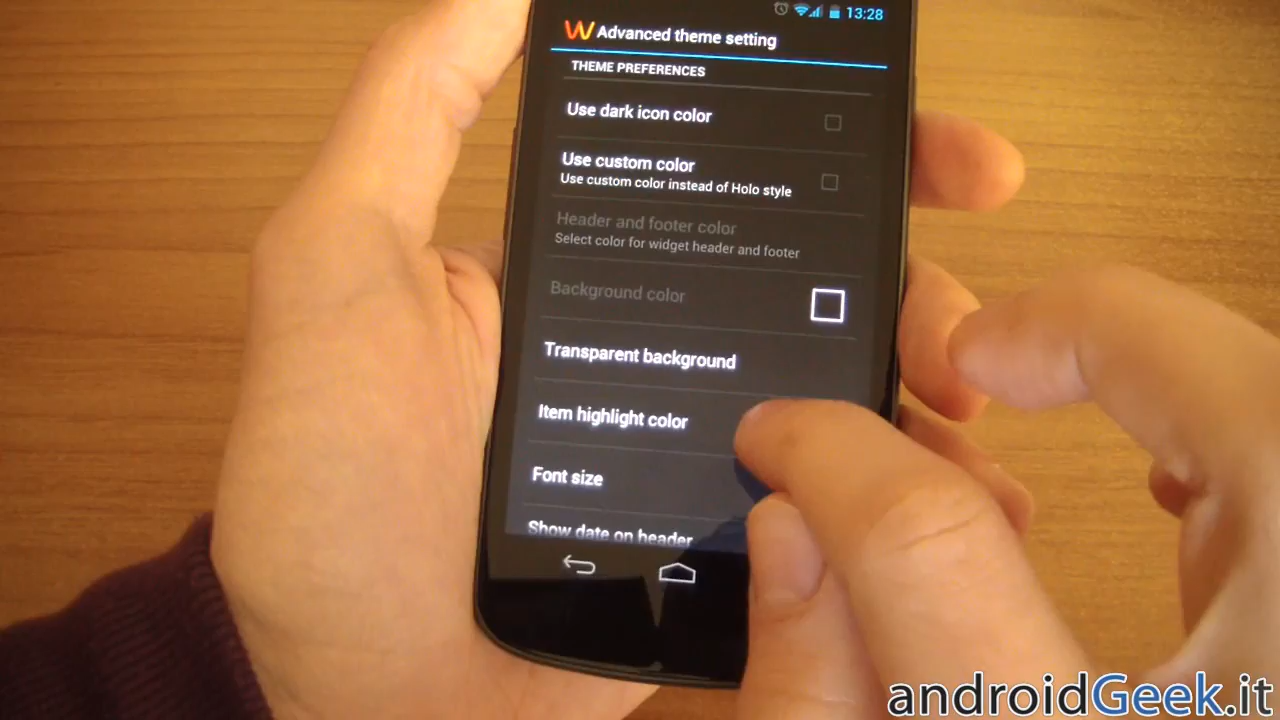 13:28
W Advanced theme setting
THEME PREFERENCES
Use dark icon color
Use custom color
Use custom color instead of Holo style
Header and footer color
Select color for widget header and footer
Background color
Transparent background
Item highlight color
Font size
Show date on header
androidGeek.it